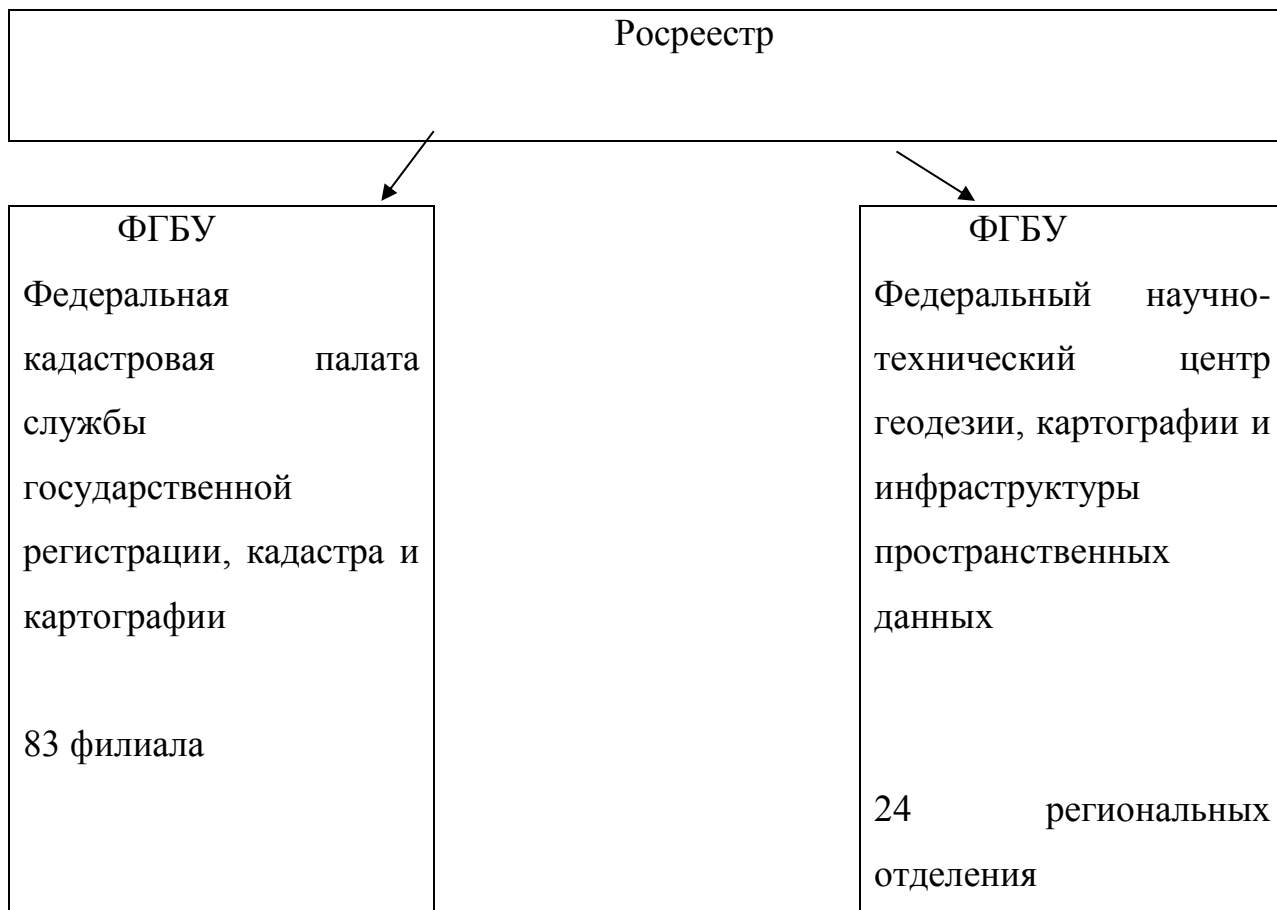 Росреестр
ФГБУ
Федеральная
кадастровая палата
службы
государственной
регистрации, кадастра и
картографии
83 филиала
ФГБУ
Федеральный научно-
технический центр
геодезии, картографии и
инфраструктуры
пространственных
данных
24 региональных
отделения